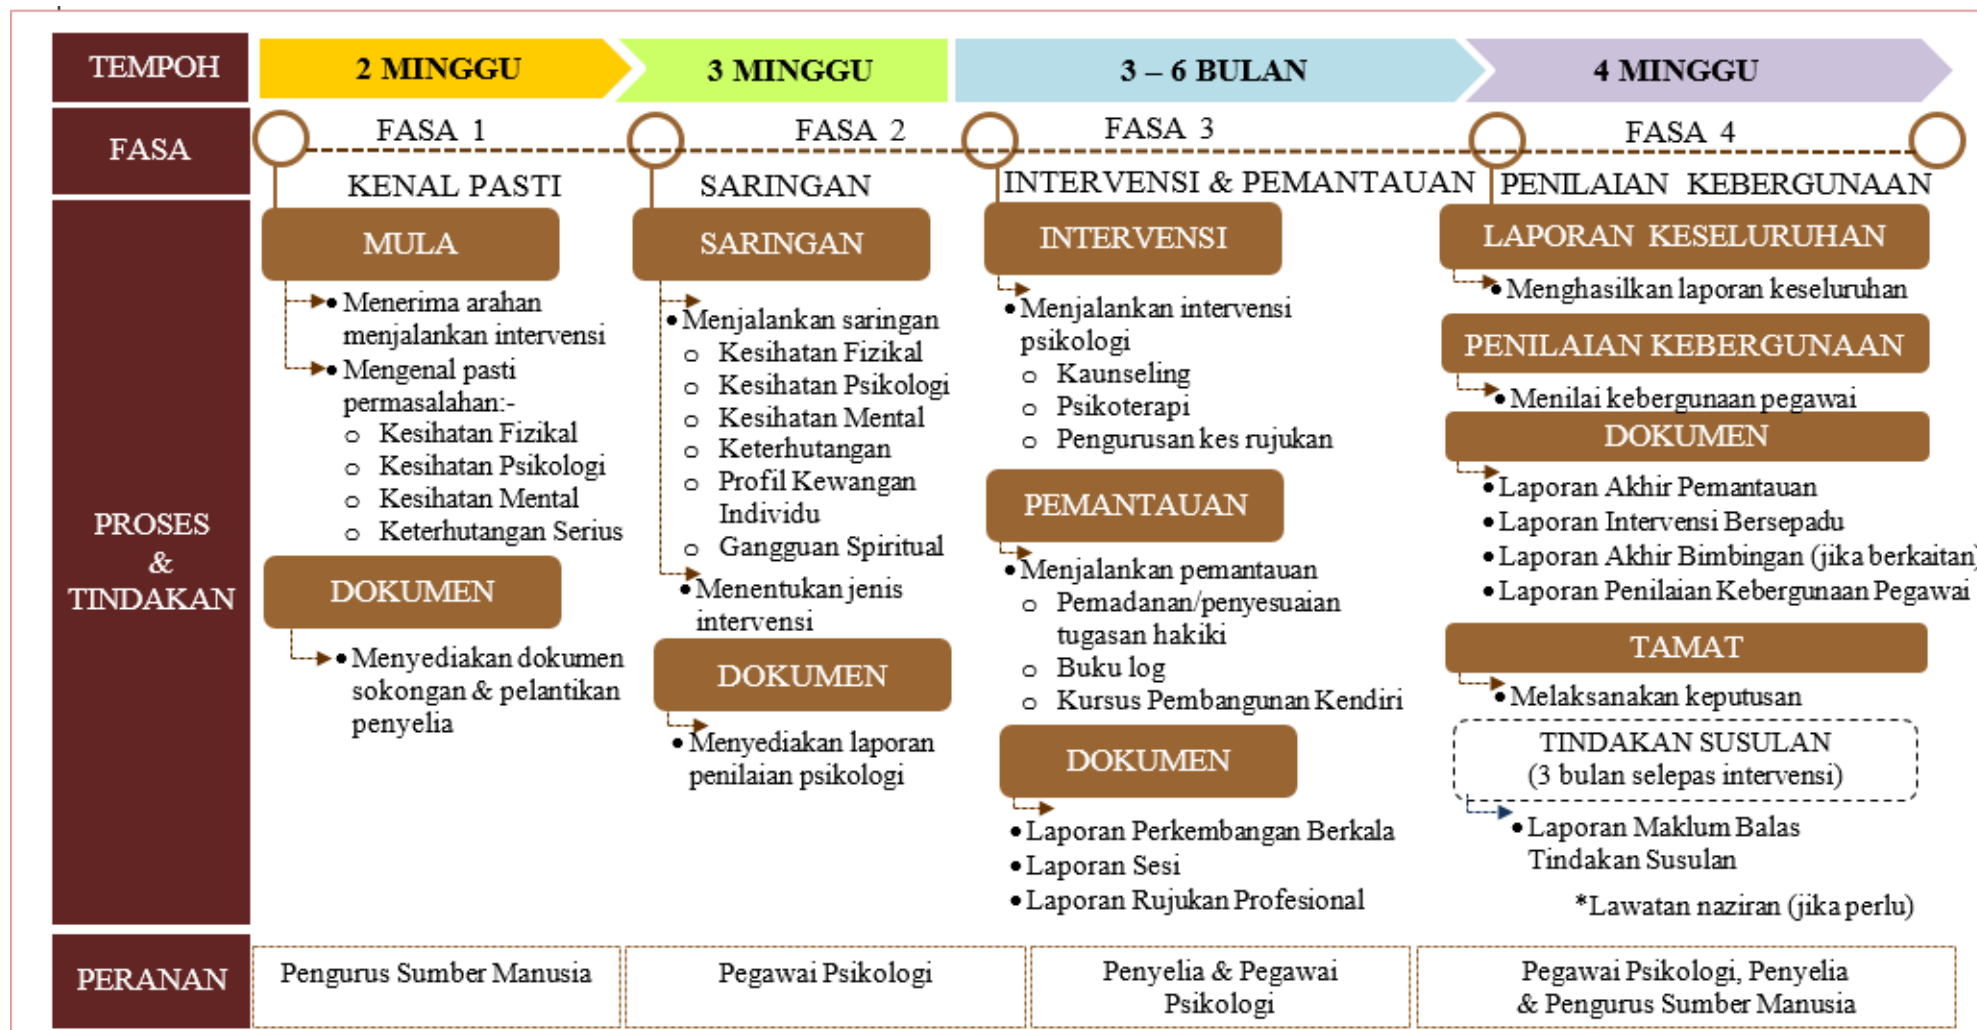 TEMPOH
2 MINGGU
3 MINGGU
3 – 6 BULAN
4 MINGGU
FASA
FASA 1
FASA 2
FASA 3
FASA 4
KENAL PASTI
SARINGAN
INTERVENSI & PEMANTAUAN
PENILAIAN KEBERGUNAAN
PROSES
&
TINDAKAN
MULA
• Menerima arahan
menjalankan intervensi
• Mengenal pasti
permasalahan:-
o Kesihatan Fizikal
o Kesihatan Psikologi
o Kesihatan Mental
o Keterhutangan Serius
DOKUMEN
• Menyediakan dokumen
sokongan & pelantikan
penyelia
SARINGAN
• Menjalankan saringan
o Kesihatan Fizikal
o Kesihatan Psikologi
o Kesihatan Mental
o Keterhutangan
o Profil Kewangan
Individu
o Gangguan Spiritual
• Menentukan jenis
intervensi
DOKUMEN
• Menyediakan laporan
penilaian psikologi
INTERVENSI
• Menjalankan intervensi
psikologi
o Kaunseling
o Psikoterapi
o Pengurusan kes rujukan
PEMANTAUAN
• Menjalankan pemantauan
o Pemadanan/penyesuaian
tugasan hakiki
o Buku log
o Kursus Pembangunan Kendiri
DOKUMEN
• Laporan Perkembangan Berkala
• Laporan Sesi
• Laporan Rujukan Profesional
LAPORAN KESELURUHAN
• Menghasilkan laporan keseluruhan
PENILAIAN KEBERGUNAAN
• Menilai kebergunaan pegawai
DOKUMEN
• Laporan Akhir Pemantauan
• Laporan Intervensi Bersepadu
• Laporan Akhir Bimbingan (jika berkaitan)
• Laporan Penilaian Kebergunaan Pegawai
TAMAT
• Melaksanakan keputusan
TINDAKAN SUSULAN
(3 bulan selepas intervensi)
• Laporan Maklum Balas
Tindakan Susulan
*Lawatan naziran (jika perlu)
PERANAN
Pengurus Sumber Manusia
Pegawai Psikologi
Penyelia & Pegawai
Psikologi
Pegawai Psikologi, Penyelia
& Pengurus Sumber Manusia